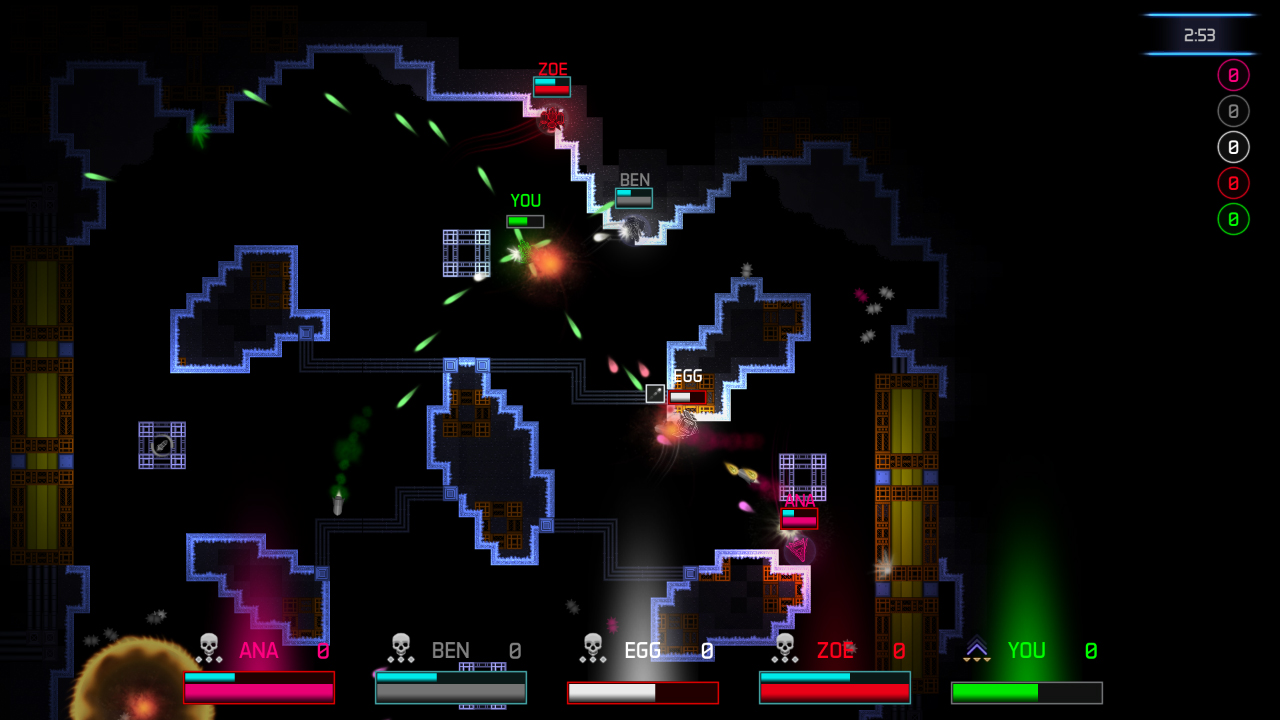 2:53
0
0
0
0
0
ZOE
BEN
YOU
EGG
ANA
ANA 0
BEN 0
EGG 0
ZOE 0
YOU 0